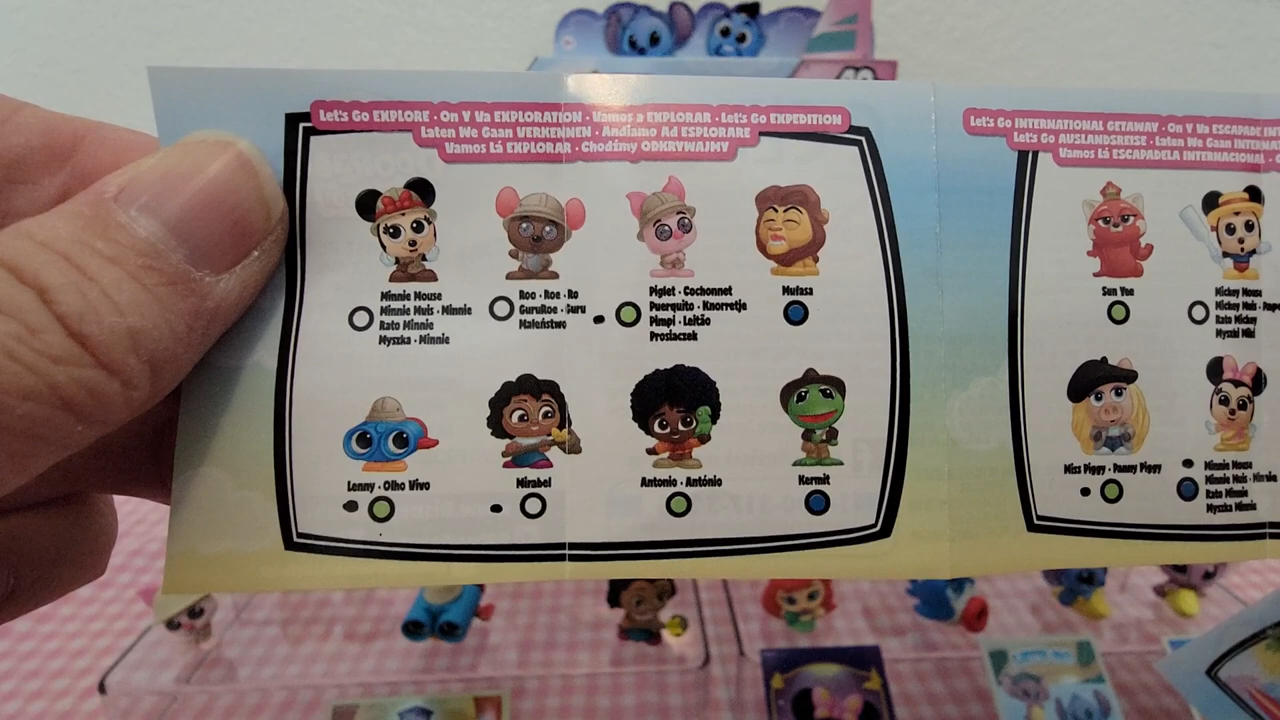 Let's Go EXPLORE · On Y Va EXPLORATION · Vamos a EXPLORAR · Let's Go EXPEDITION
Laten We Gaan VERKENNEN · Andiamo Ad ESPLORARE
Vamos Lá EXPLORAR · Chodźmy ODKRYWAJMY
Minnie Mouse
Minnie Muis · Minnie
Rato Minnie
Myszka · Minnie
Roo · Roe · Ro
GuruRoe · Guru
Maleństwo
Piglet · Cochonnet
Puerquito · Knorretje
Pimpi · Leitão
Prosiaczek
Mufasa
Lenny · Olho Vivo
Mirabel
Antonio · António
Kermit
Let's Go INTERNATIONAL GETAWAY · On Y Va ESCAPADE
Let's Go AUSLANDSREISE · Laten We Gaan
Vamos Lá ESCAPADELA INTERNACIONAL ·
Sun Yee
Mickey Mouse
Mickey Muis ·
Rato Mickey
Myszki Miki
Miss Piggy · Panny Piggy
Minnie Mouse
Minnie Muis · Minnie
Rato Minnie
Myszka Minnie